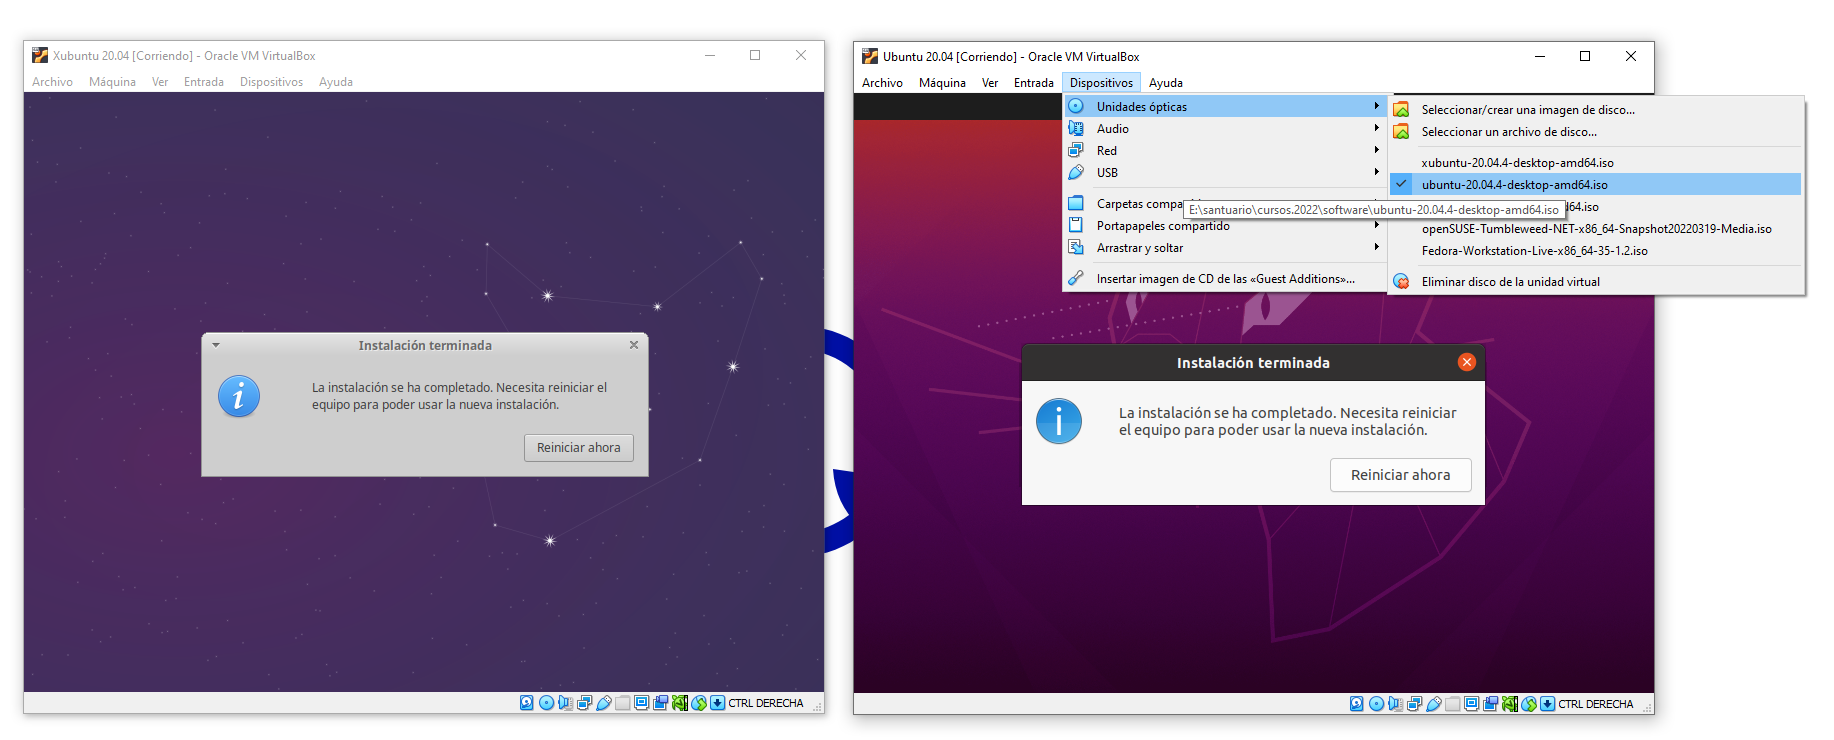 Xubuntu 20.04 [Corriendo] - Oracle VM VirtualBox
Archivo Máquina Ver Entrada Dispositivos Ayuda
Instalación terminada
La instalación se ha completado. Necesita reiniciar el
equipo para poder usar la nueva instalación.
Reiniciar ahora
CTRL DERECHA
Ubuntu 20.04 [Corriendo] - Oracle VM VirtualBox
Archivo Máquina Ver Entrada Dispositivos Ayuda
Unidades ópticas
Audio
Red
USB
Carpetas
Portapapeles compartido
Arrastrar y soltar
Insertar imagen de CD de las «Guest Additions»...
Seleccionar/crear una imagen de disco...
Seleccionar un archivo de disco...
xubuntu-20.04.4-desktop-amd64.iso
ubuntu-20.04.4-desktop-amd64.iso
E:\santuario\cursos.2022\software\ubuntu-20.04.4-desktop-amd64.iso
openSUSE-Tumbleweed-NET-x86_64-Snapshot20220319-Media.iso
Fedora-Workstation-Live-x86_64-35-1.2.iso
Eliminar disco de la unidad virtual
Instalación terminada
La instalación se ha completado. Necesita reiniciar
el equipo para poder usar la nueva instalación.
Reiniciar ahora
CTRL DERECHA